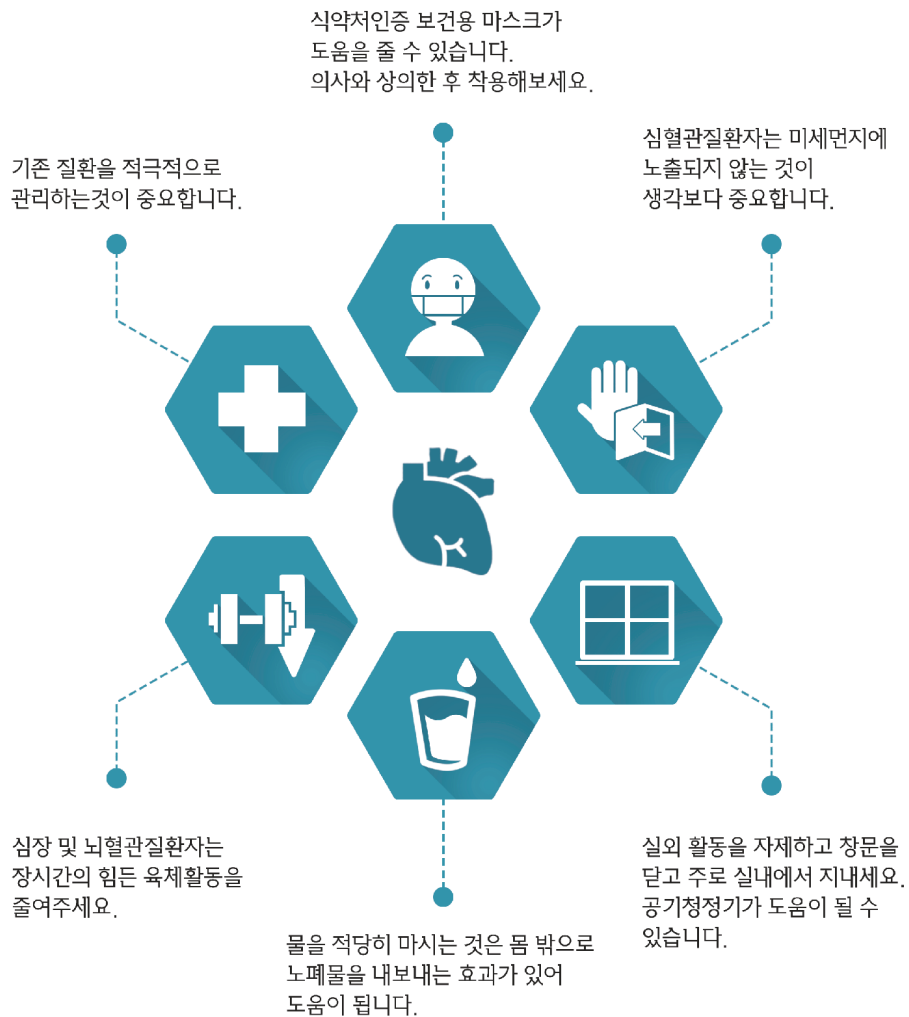 식약처인증 보건용 마스크가
도움을 줄 수 있습니다.
의사와 상의한 후 착용해보세요.
심혈관질환자는 미세먼지에
노출되지 않는 것이
생각보다 중요합니다.
기존 질환을 적극적으로
관리하는것이 중요합니다.
심장 및 뇌혈관질환자는
장시간의 힘든 육체활동을
줄여주세요.
실외 활동을 자제하고 창문을
닫고 주로 실내에서 지내세요.
공기청정기가 도움이 될 수
있습니다.
물을 적당히 마시는 것은 몸 밖으로
노폐물을 내보내는 효과가 있어
도움이 됩니다.